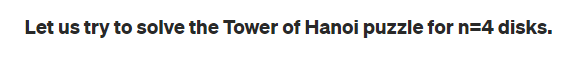 Let us try to solve the Tower of Hanoi puzzle for n=4 disks.